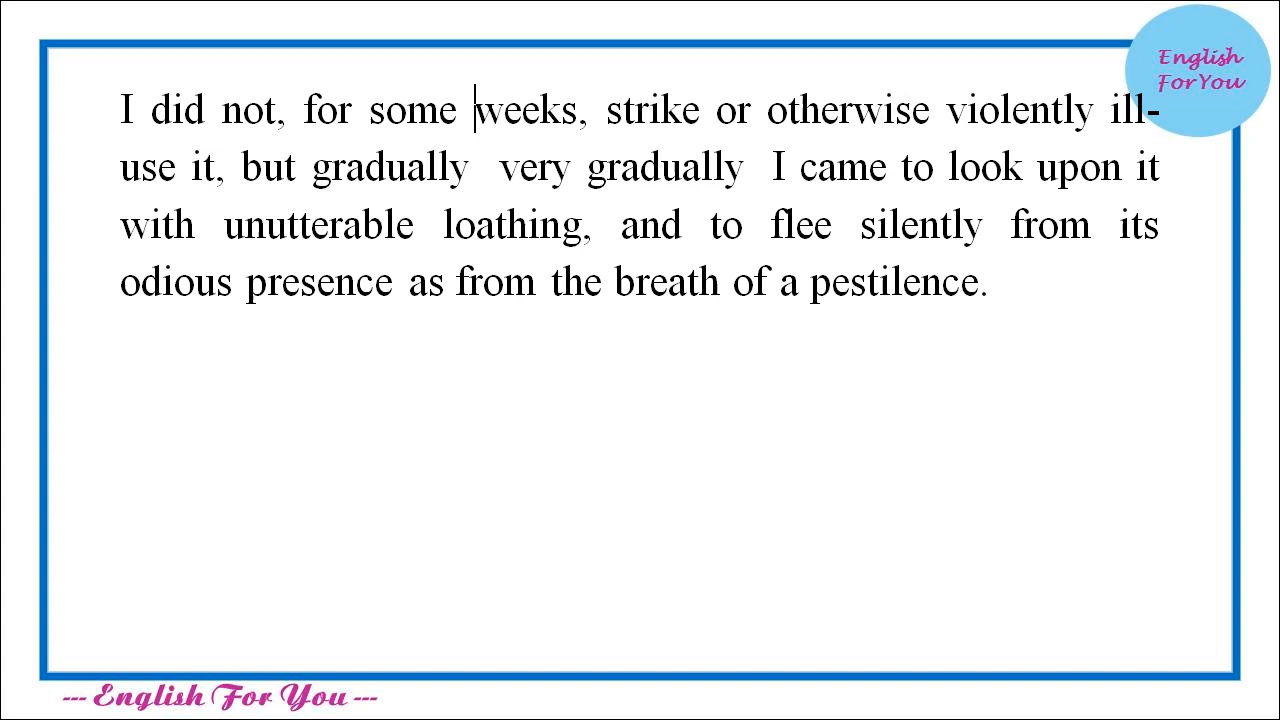 English
ForYou
I did not, for some weeks, strike or otherwise violently ill-
use it, but gradually  very gradually  I came to look upon it
with unutterable loathing, and to flee silently from its
odious presence as from the breath of a pestilence.
--- English For You ---